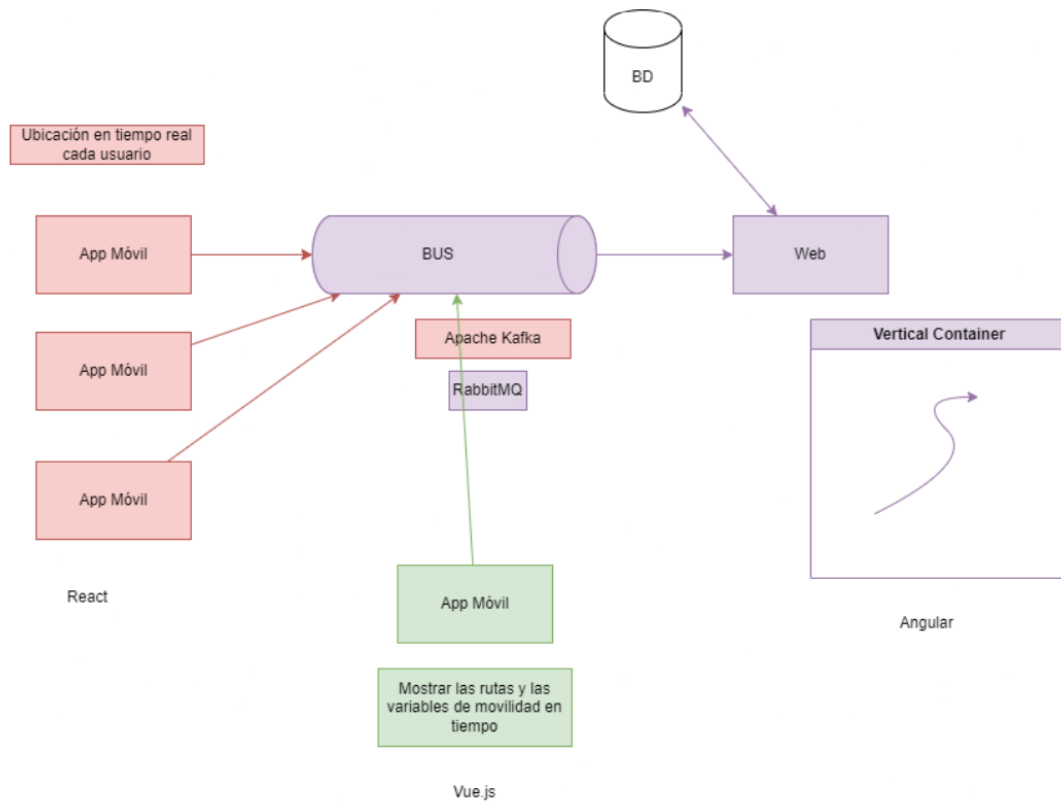 BD
Ubicación en tiempo real
cada usuario
App Móvil
BUS
Web
Apache Kafka
RabbitMQ
App Móvil
App Móvil
Vertical Container
React
App Móvil
Angular
Mostrar las rutas y las
variables de movilidad en
tiempo
Vue.js